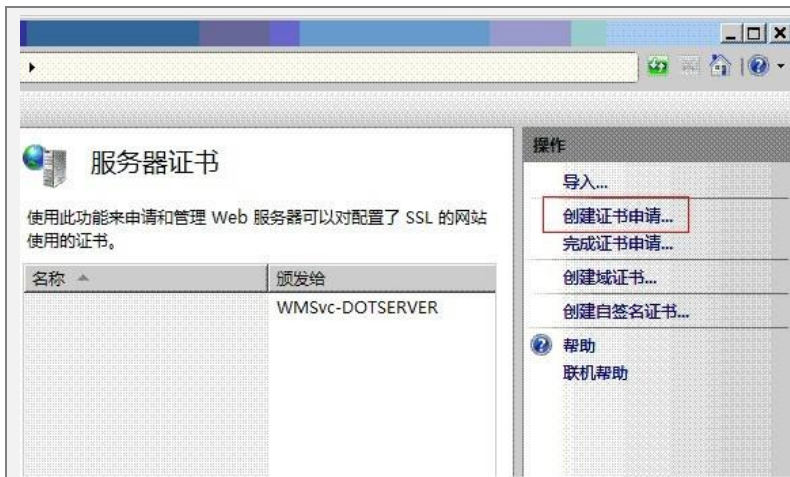 服务器证书
使用此功能来申请和管理 Web 服务器可以对配置了 SSL 的网站
使用的证书。
名称
颁发给
WMSvc-DOTSERVER
操作
导入...
创建证书申请...
完成证书申请...
创建域证书...
创建自签名证书...
帮助
联机帮助